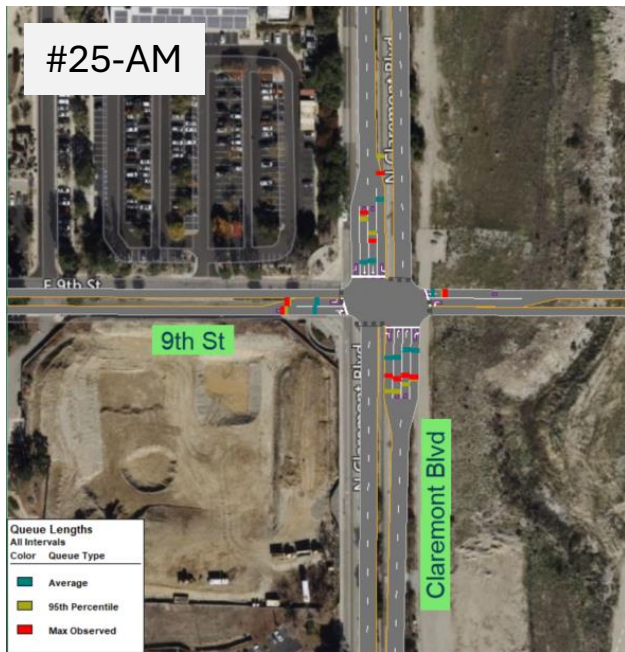 #25-AM
N Claremont Blvd
E 9th St
9th St
N Claremont Blvd
Claremont Blvd
Queue Lengths
All Intervals
Color Queue Type
Average
95th Percentile
Max Observed